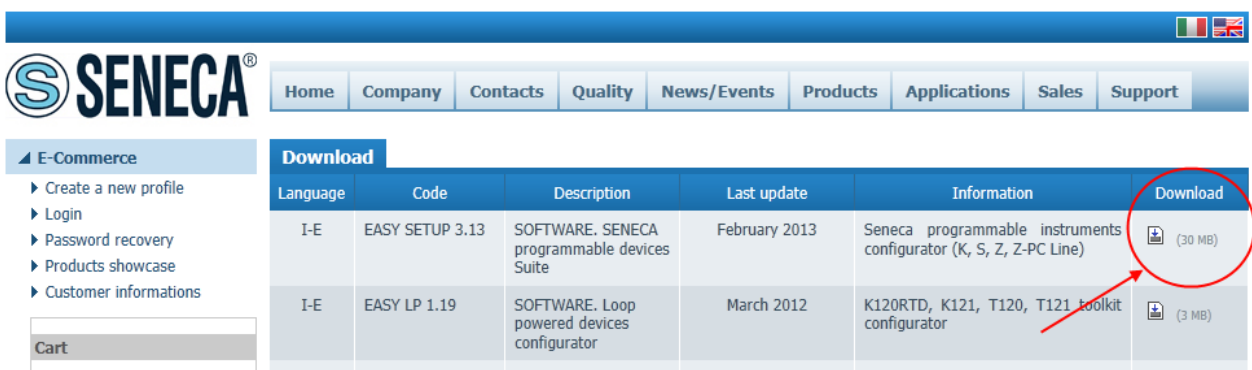 SENECA®
Home Company Contacts Quality News/Events Products Applications Sales Support
E-Commerce
Create a new profile
Login
Password recovery
Products showcase
Customer informations
Cart
Download
Language Code Description Last update Information Download
I-E EASY SETUP 3.13 SOFTWARE. SENECA February 2013 Seneca programmable instruments (30 MB)
programmable devices configurator (K, S, Z, Z-PC Line)
Suite
I-E EASY LP 1.19 SOFTWARE. Loop March 2012 K120RTD, K121, T120, T121 toolkit (3 MB)
powered devices configurator
configurator